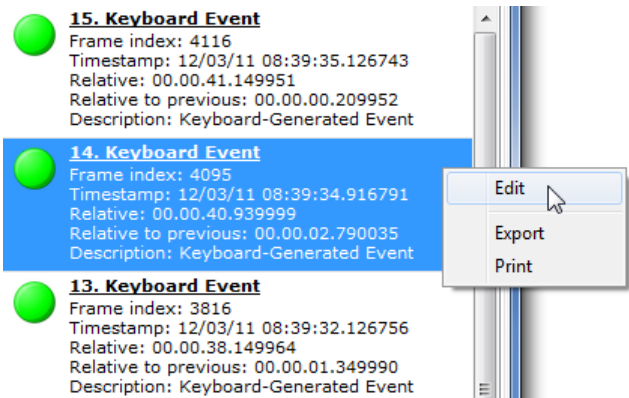 15. Keyboard Event
Frame index: 4116
Timestamp: 12/03/11 08:39:35.126743
Relative: 00.00.41.149951
Relative to previous: 00.00.00.209952
Description: Keyboard-Generated Event
14. Keyboard Event
Frame index: 4095
Timestamp: 12/03/11 08:39:34.916791
Relative: 00.00.40.939999
Relative to previous: 00.00.02.790035
Description: Keyboard-Generated Event
Edit
Export
Print
13. Keyboard Event
Frame index: 3816
Timestamp: 12/03/11 08:39:32.126756
Relative: 00.00.38.149964
Relative to previous: 00.00.01.349990
Description: Keyboard-Generated Event